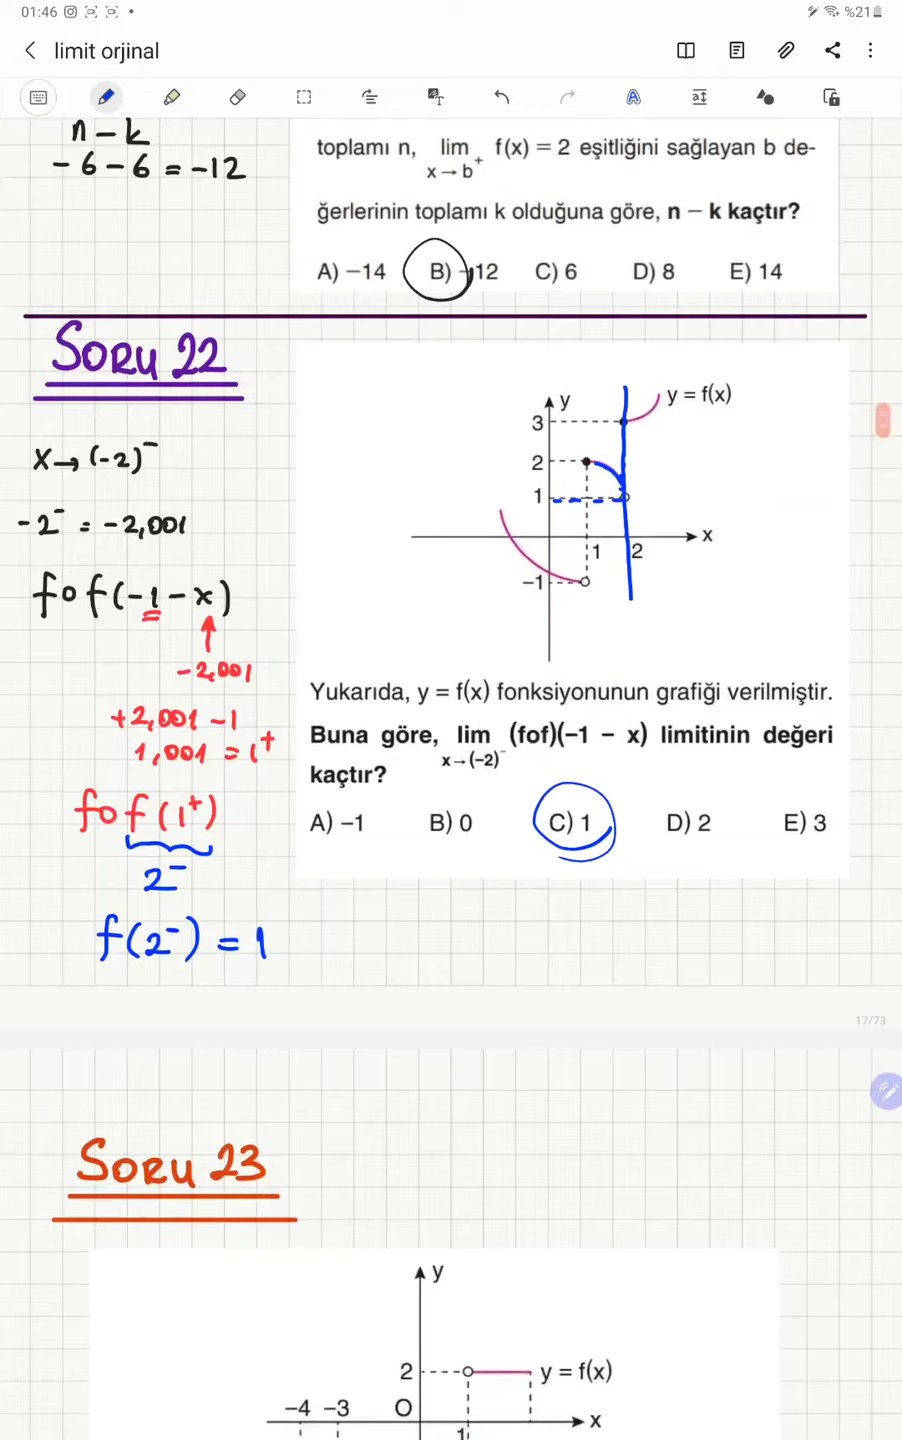 01:46
%21
limit orjinal
n - k
-6-6 = -12
toplamı n, lim f(x) = 2 eşitliğini sağlayan b de-
x → b⁺
ğerlerinin toplamı k olduğuna göre, n – k kaçtır?
A) –14 B) –12 C) 6 D) 8 E) 14
SORU 22
x → (-2)⁻
-2⁻ = -2,001
fof(-1-x)
-2,001
+2,001 -1
1,001 = 1⁺
fof(1⁺)
2⁻
f(2⁻) = 1
y
y = f(x)
3
2
1
1 2
x
–1
Yukarıda, y = f(x) fonksiyonunun grafiği verilmiştir.
Buna göre, lim (fof)(–1 – x) limitinin değeri
x→(–2)⁻
kaçtır?
A) –1 B) 0 C) 1 D) 2 E) 3
17/73
SORU 23
y
2
y = f(x)
–4 –3 O
x
1